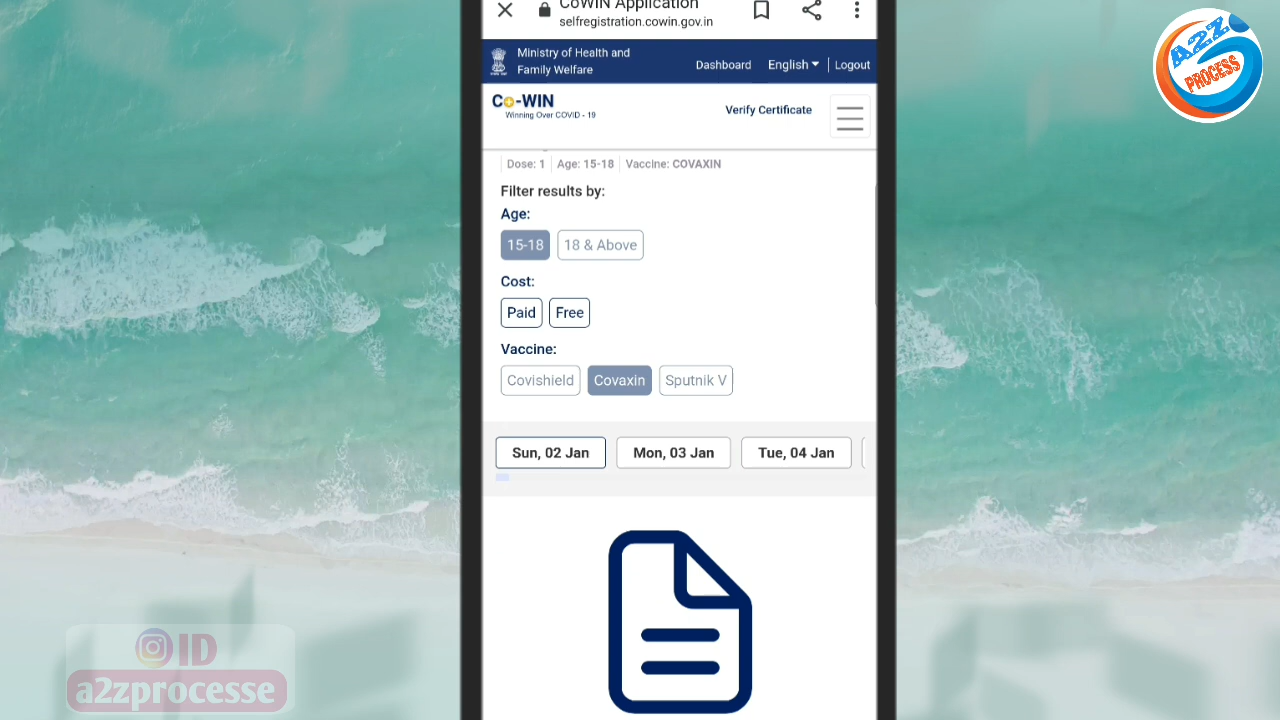 CoWIN Application
selfregistration.cowin.gov.in
Ministry of Health and
Family Welfare
Dashboard English Logout
Co-WIN
Winning Over COVID - 19
Verify Certificate
Dose: 1 Age: 15-18 Vaccine: COVAXIN
Filter results by:
Age:
15-18 18 & Above
Cost:
Paid Free
Vaccine:
Covishield Covaxin Sputnik V
Sun, 02 Jan Mon, 03 Jan Tue, 04 Jan
A2Z
PROCESS
ID
a2zprocesse